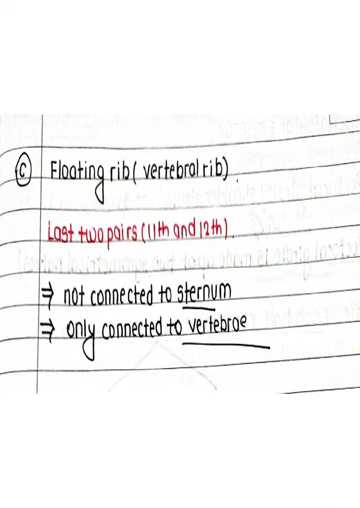 Ⓒ Floating rib ( vertebral rib) .
Last two pairs (11th and 12th)
⇒ not connected to sternum
⇒ only connected to vertebrae